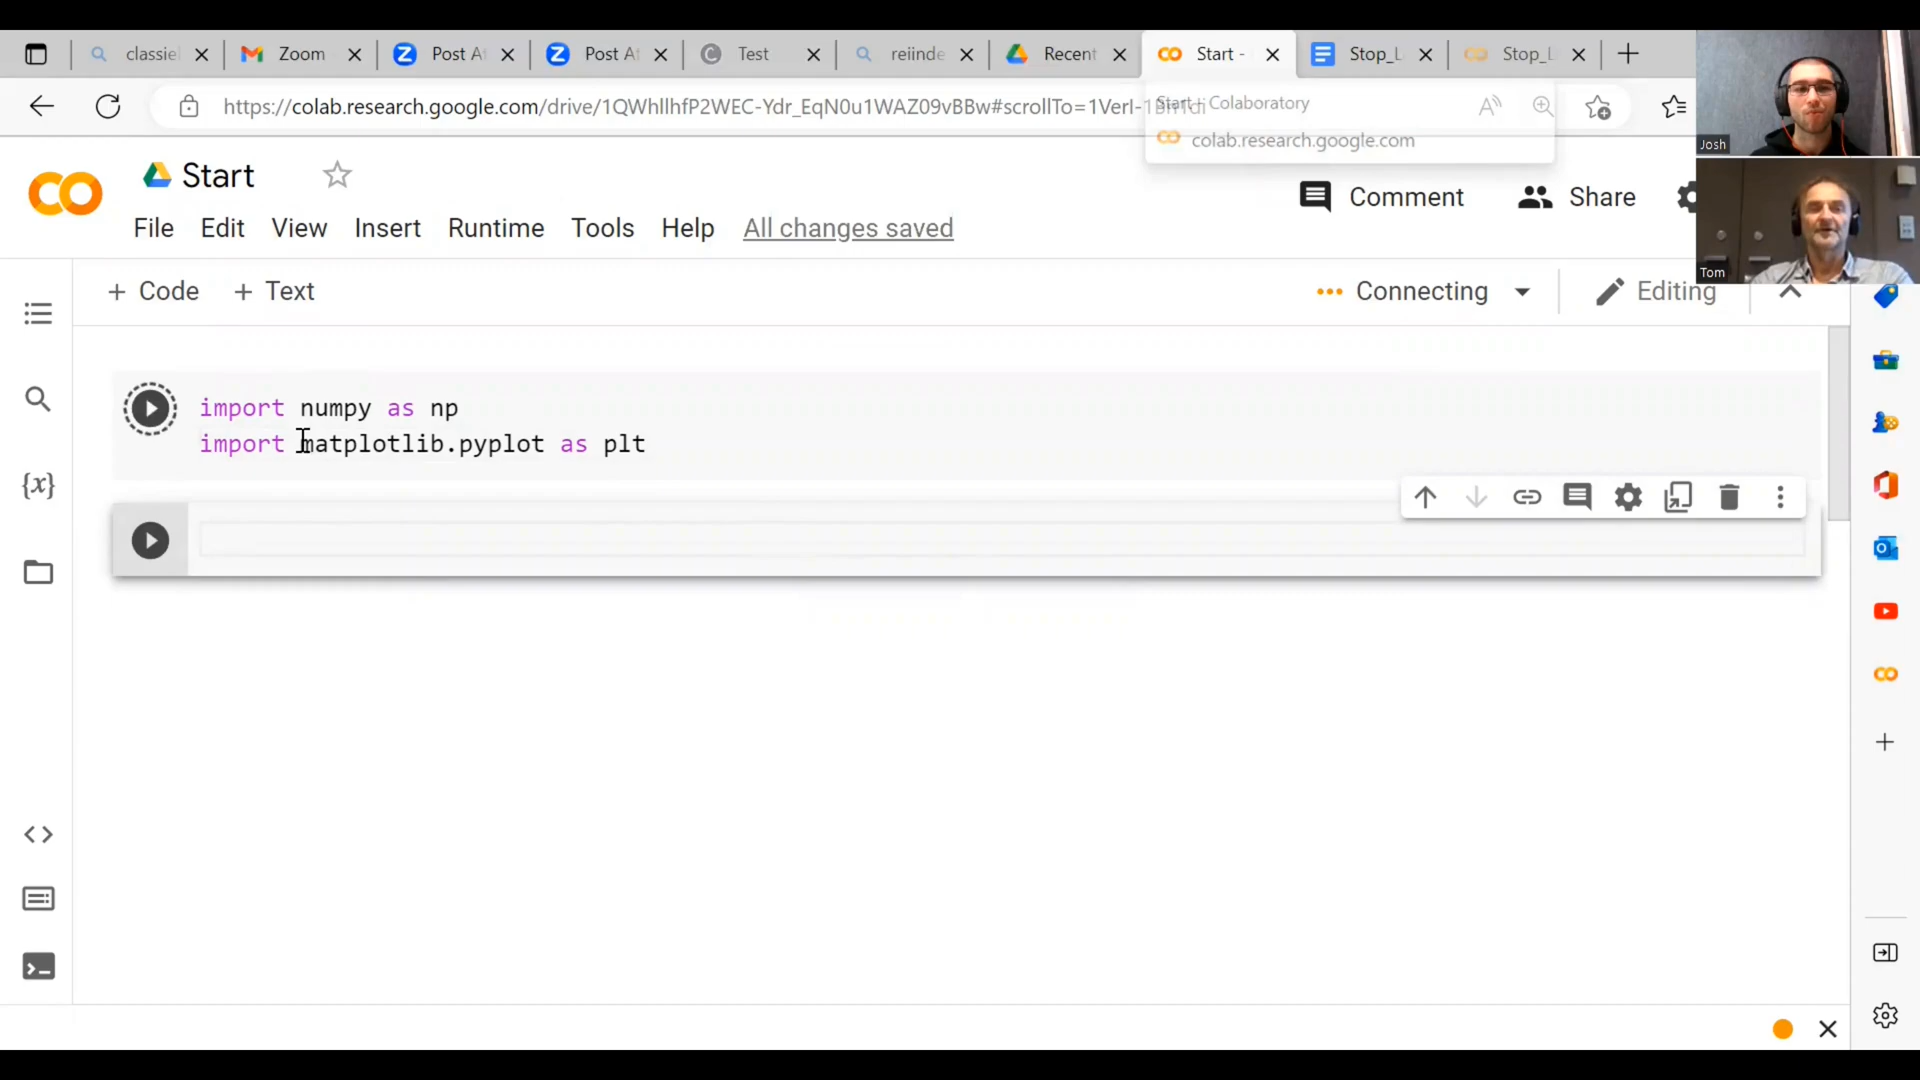 classie
Zoom
Post A
Post A
Test
reiinde
Recent
Start -
Stop_L
Stop_L
https://colab.research.google.com/drive/1QWhllhfP2WEC-Ydr_EqN0u1WAZ09vBBw#scrollTo=1VerI-
Start - Colaboratory
colab.research.google.com
Josh
Tom
Start
Comment
Share
File
Edit
View
Insert
Runtime
Tools
Help
All changes saved
+ Code
+ Text
Connecting
Editing
import numpy as np
import matplotlib.pyplot as plt